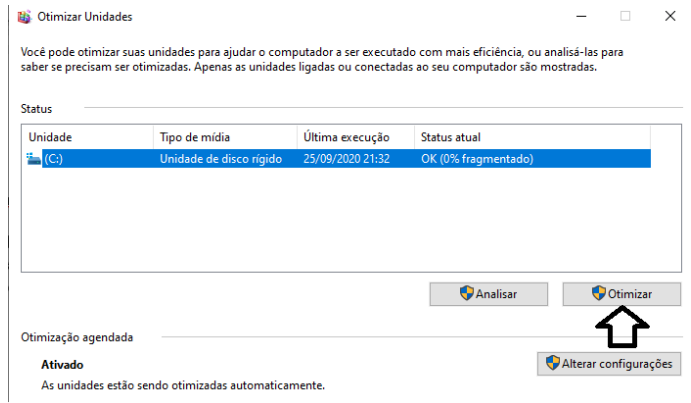 Otimizar Unidades
Você pode otimizar suas unidades para ajudar o computador a ser executado com mais eficiência, ou analisá-las para
saber se precisam ser otimizadas. Apenas as unidades ligadas ou conectadas ao seu computador são mostradas.
Status
Unidade Tipo de mídia Última execução Status atual
(C:) Unidade de disco rígido 25/09/2020 21:32 OK (0% fragmentado)
Analisar Otimizar
Otimização agendada
Ativado Alterar configurações
As unidades estão sendo otimizadas automaticamente.